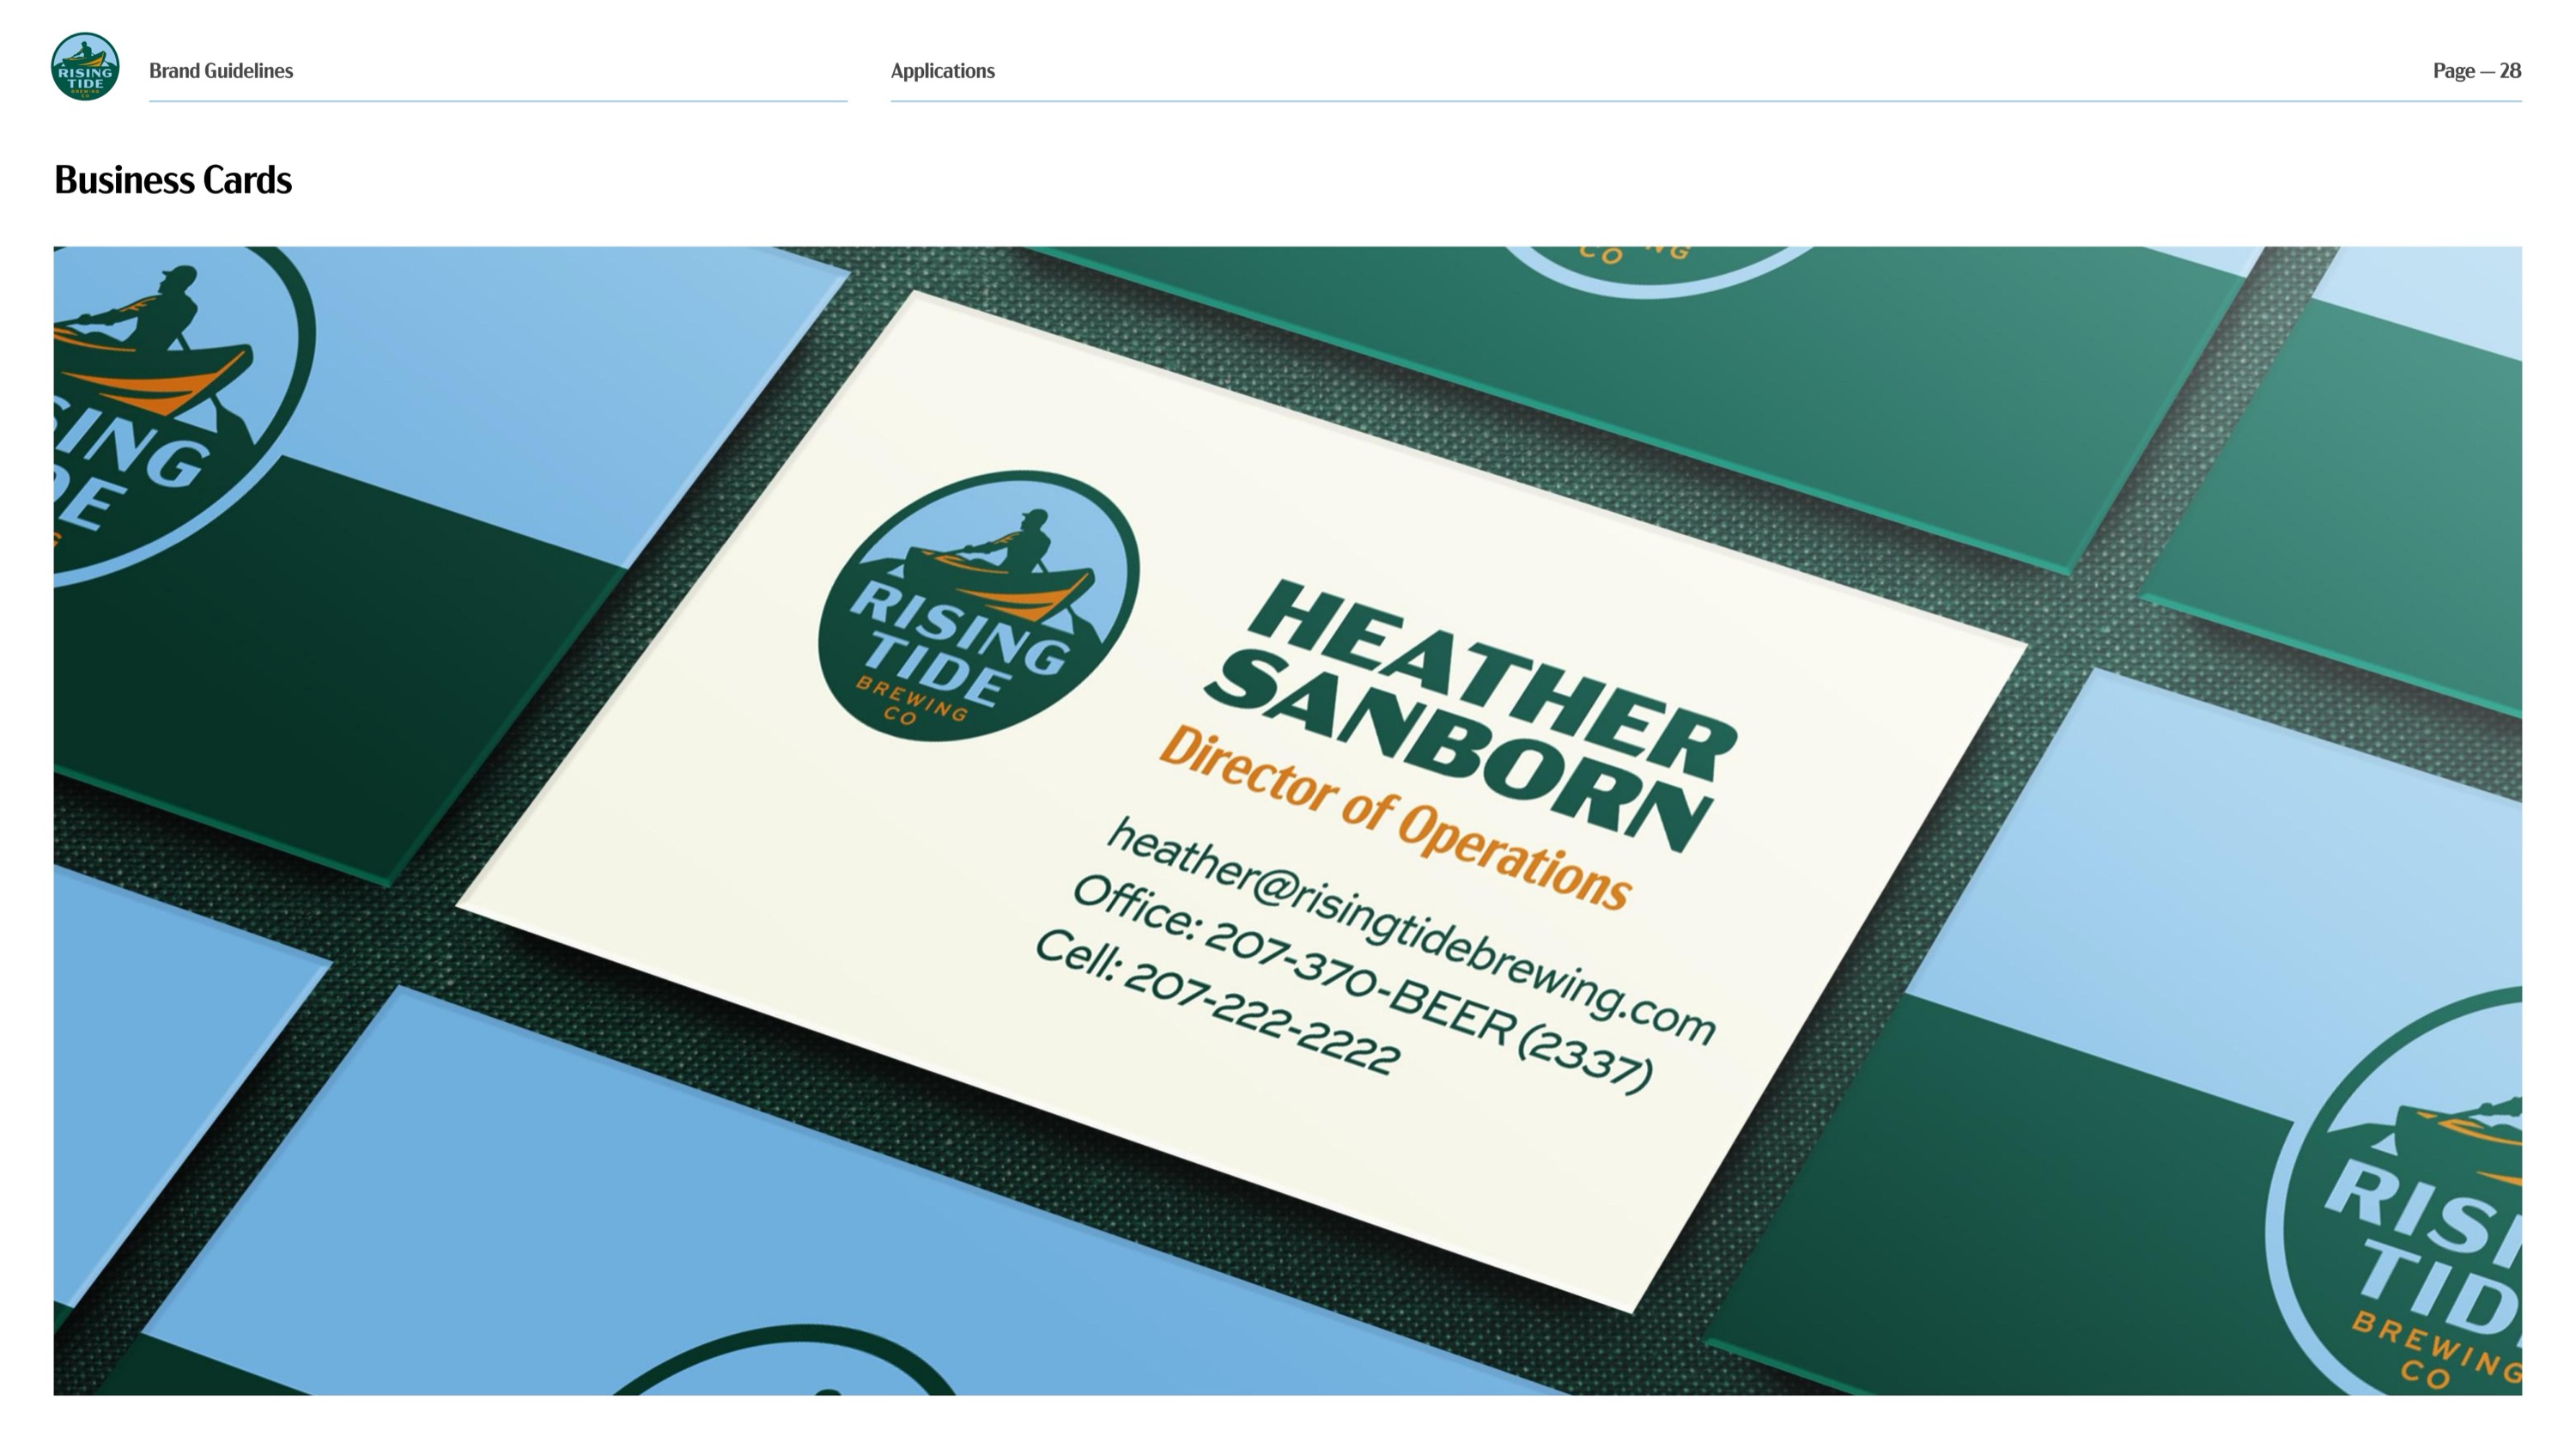 RISING
TIDE
BREWING
CO
Brand Guidelines
Applications
Page — 28
Business Cards
CO
NG
SING
DE
G
RISING
TIDE
BREWING
CO
HEATHER
SANBORN
Director of Operations
heather@risingtidebrewing.com
Office: 207-370-BEER (2337)
Cell: 207-222-2222
RISI
TID
BREWING
CO